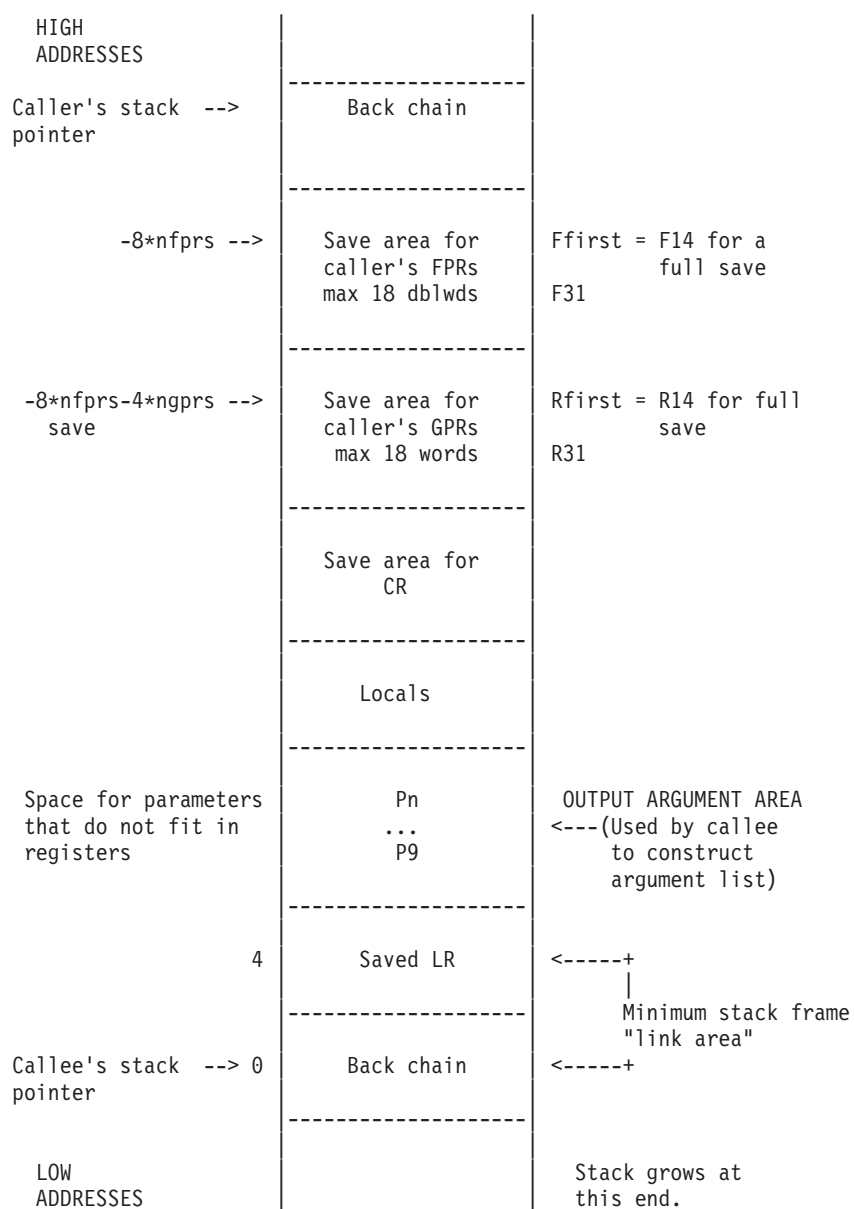 HIGH
ADDRESSES
--------------------
Caller's stack --> Back chain
pointer
--------------------
-8*nfprs --> Save area for Ffirst = F14 for a
caller's FPRs full save
max 18 dblwds F31
--------------------
-8*nfprs-4*ngprs --> Save area for Rfirst = R14 for full
save caller's GPRs save
max 18 words R31
--------------------
Save area for
CR
--------------------
Locals
--------------------
Space for parameters Pn OUTPUT ARGUMENT AREA
that do not fit in ... <---(Used by callee
registers P9 to construct
argument list)
--------------------
4 Saved LR <-----+
|
-------------------- Minimum stack frame
"link area"
Callee's stack --> 0 Back chain <-----+
pointer
--------------------
LOW Stack grows at
ADDRESSES this end.